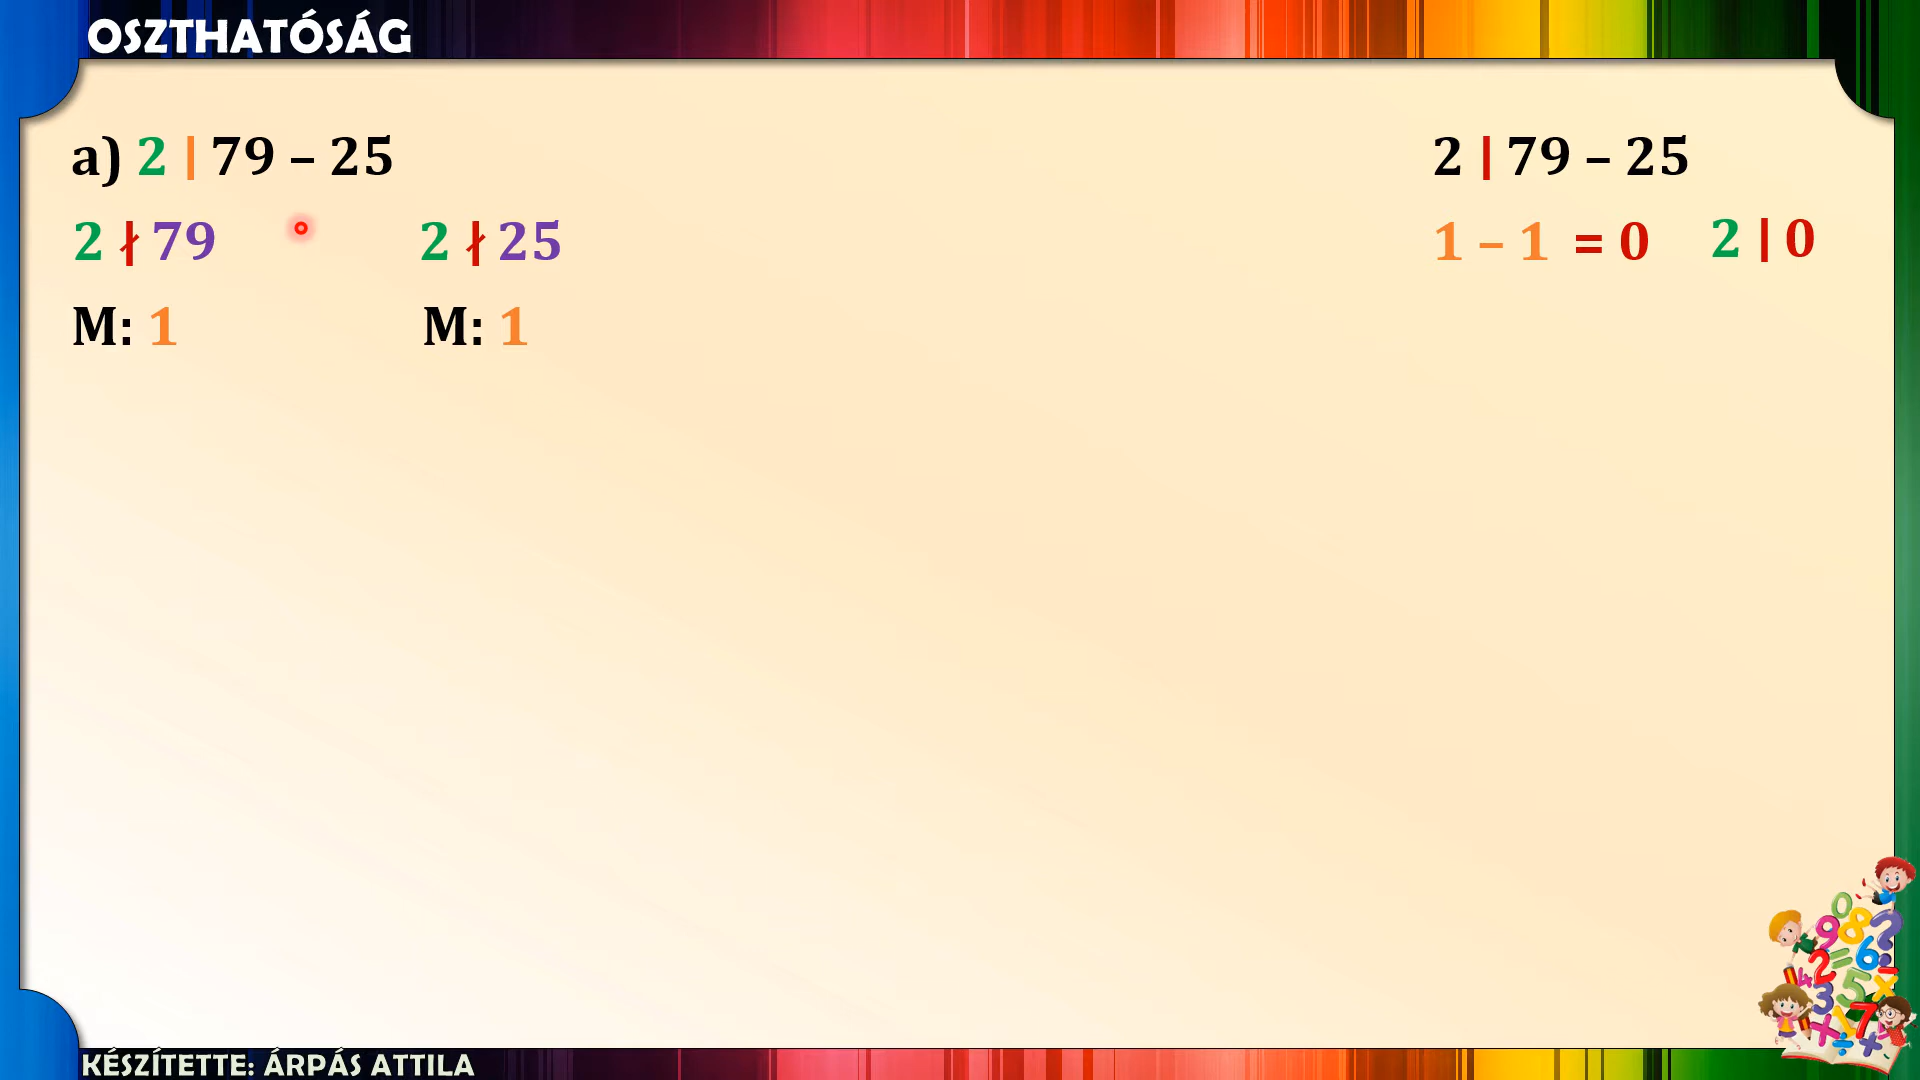 OSZTHATÓSÁG
a) 2 | 79 – 25
2 ∤ 79
2 ∤ 25
M: 1
M: 1
2 | 79 – 25
1 – 1 = 0
2 | 0
KÉSZÍTETTE: ÁRPÁS ATTILA